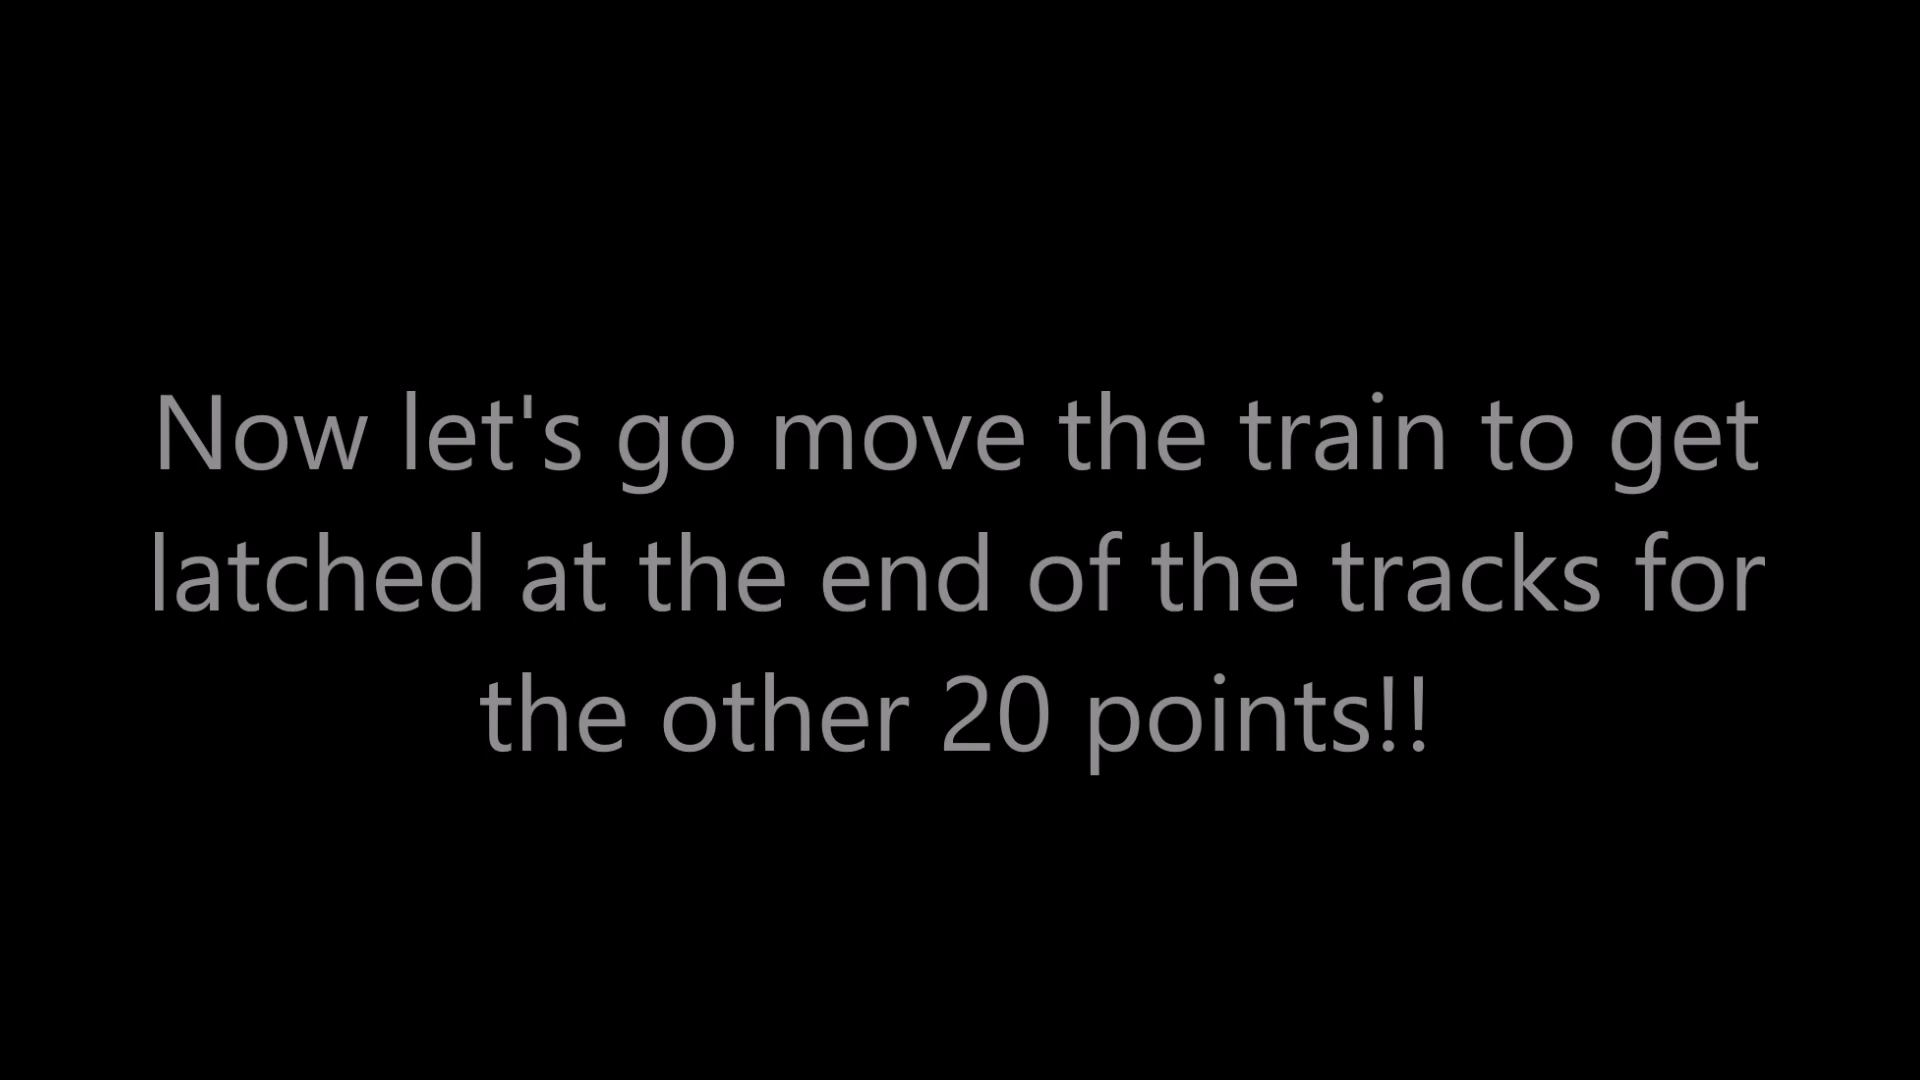 Now let's go move the train to get
latched at the end of the tracks for
the other 20 points!!